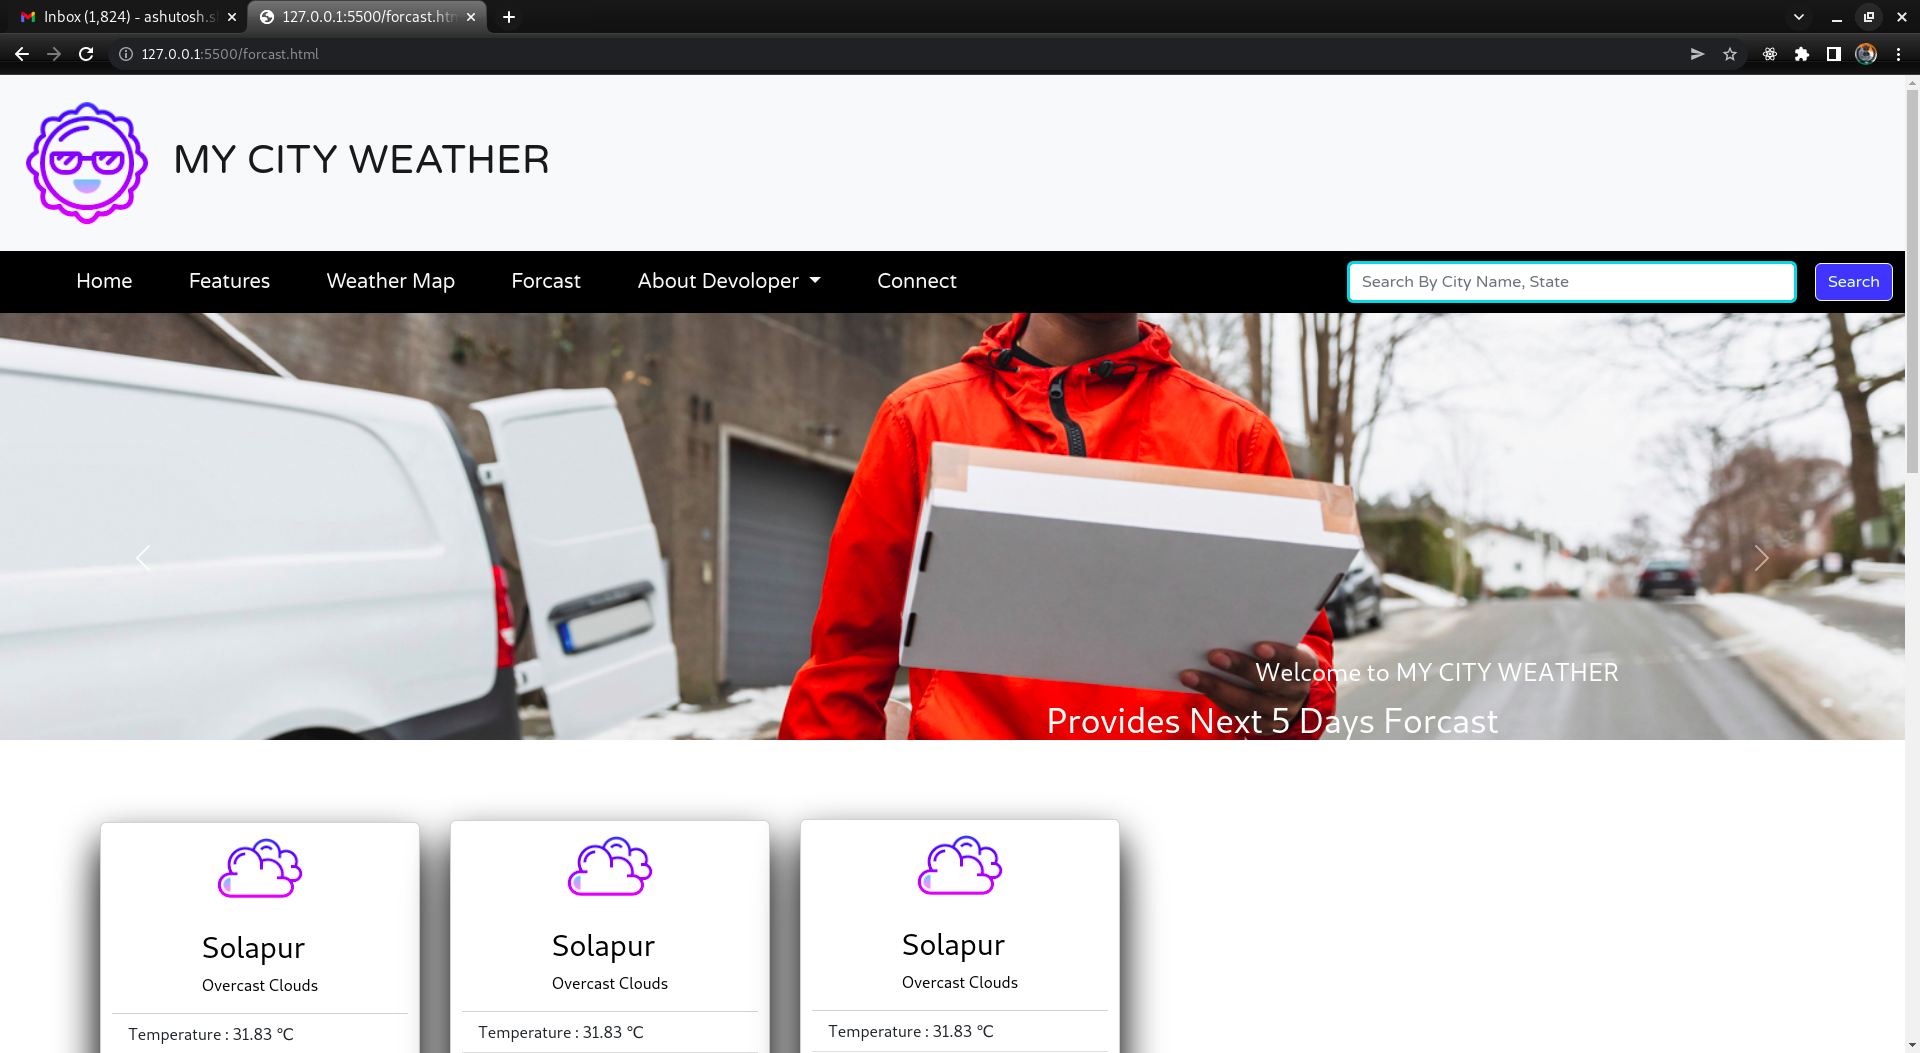 Inbox (1,824) - ashutosh.s
127.0.0.1:5500/forcast.htm
127.0.0.1:5500/forcast.html
MY CITY WEATHER
Home Features Weather Map Forcast About Devoloper Connect Search By City Name, State Search
Welcome to MY CITY WEATHER
Provides Next 5 Days Forcast
Solapur
Overcast Clouds
Temperature : 31.83 °C
Solapur
Overcast Clouds
Temperature : 31.83 °C
Solapur
Overcast Clouds
Temperature : 31.83 °C